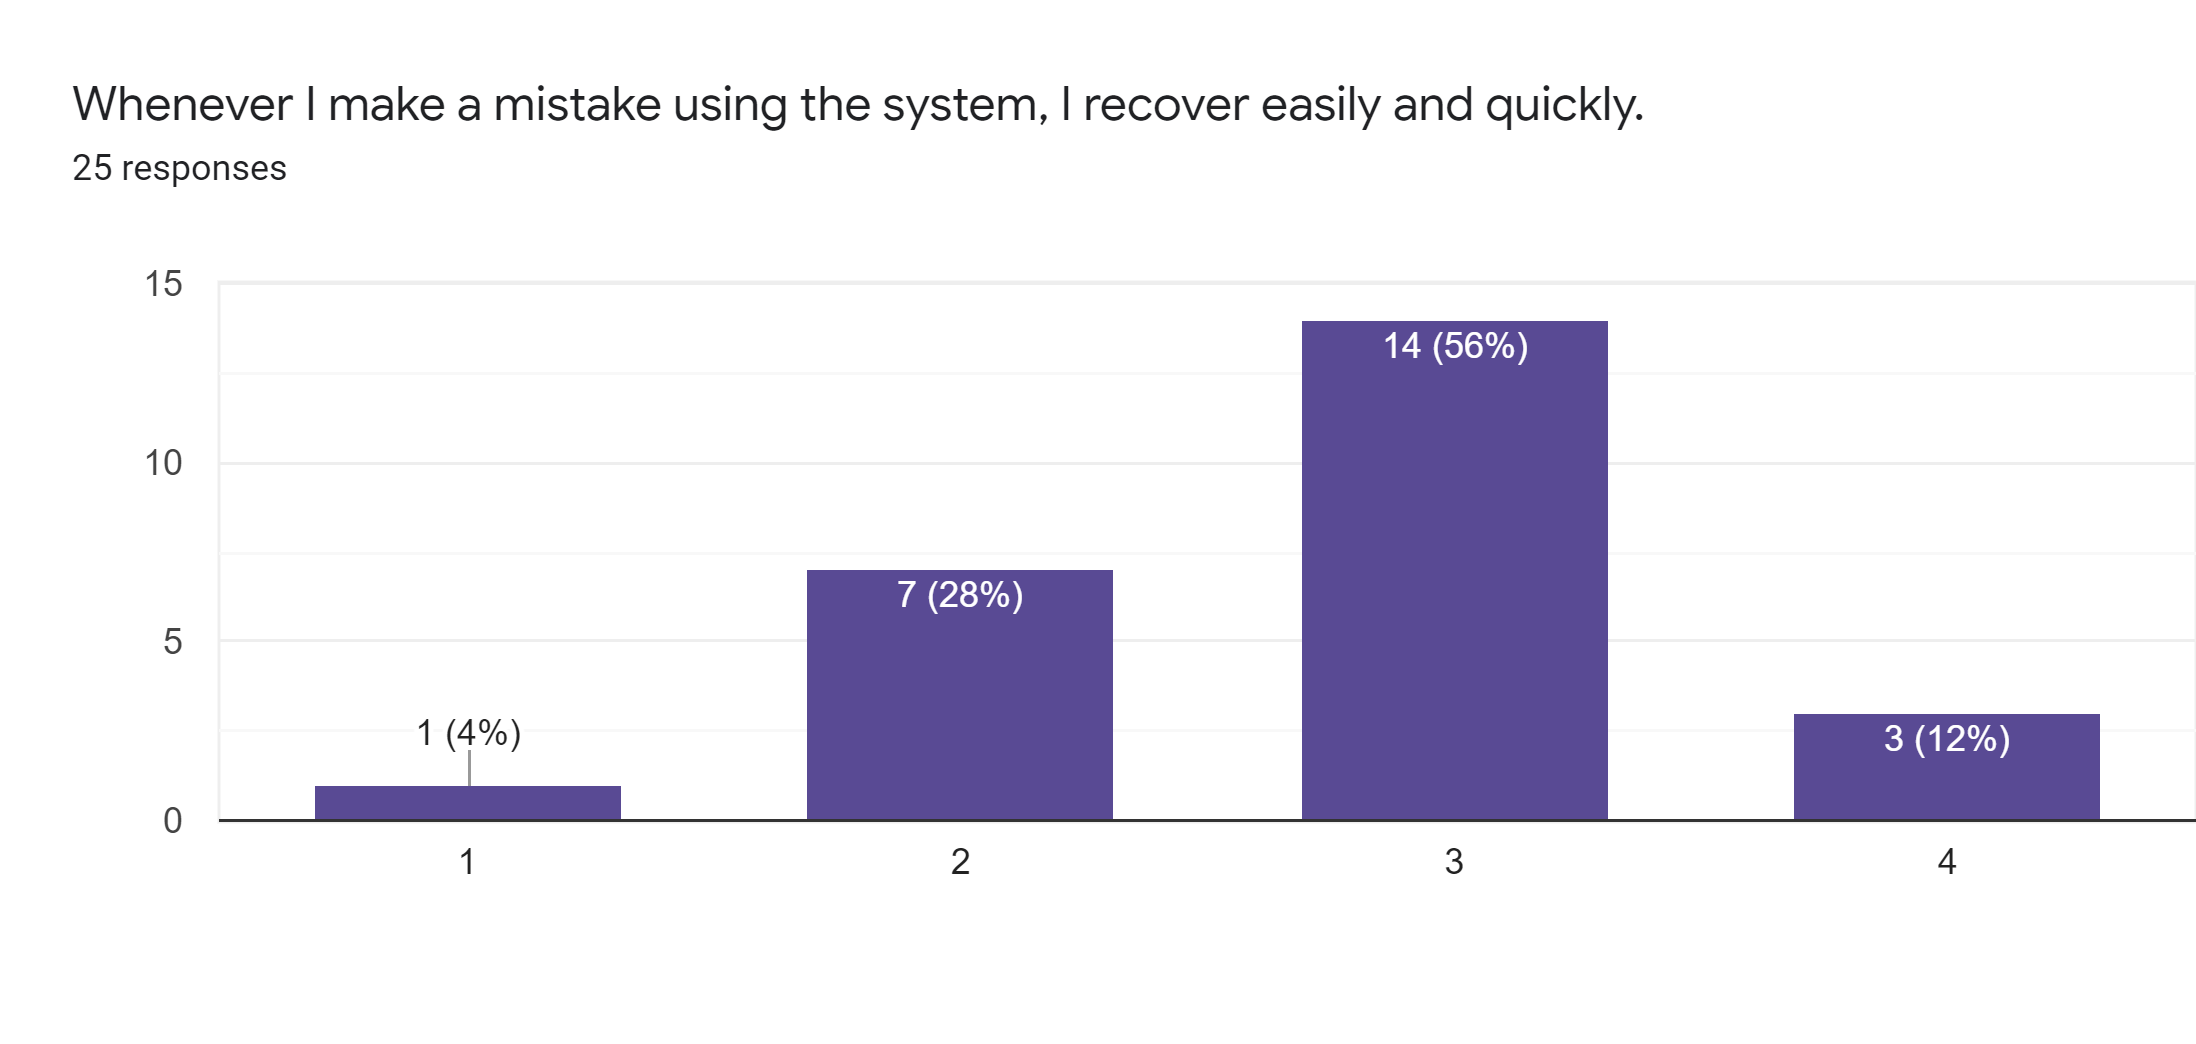 Whenever I make a mistake using the system, I recover easily and quickly.
25 responses
15
10
5
0
1 (4%)
7 (28%)
14 (56%)
3 (12%)
1 2 3 4